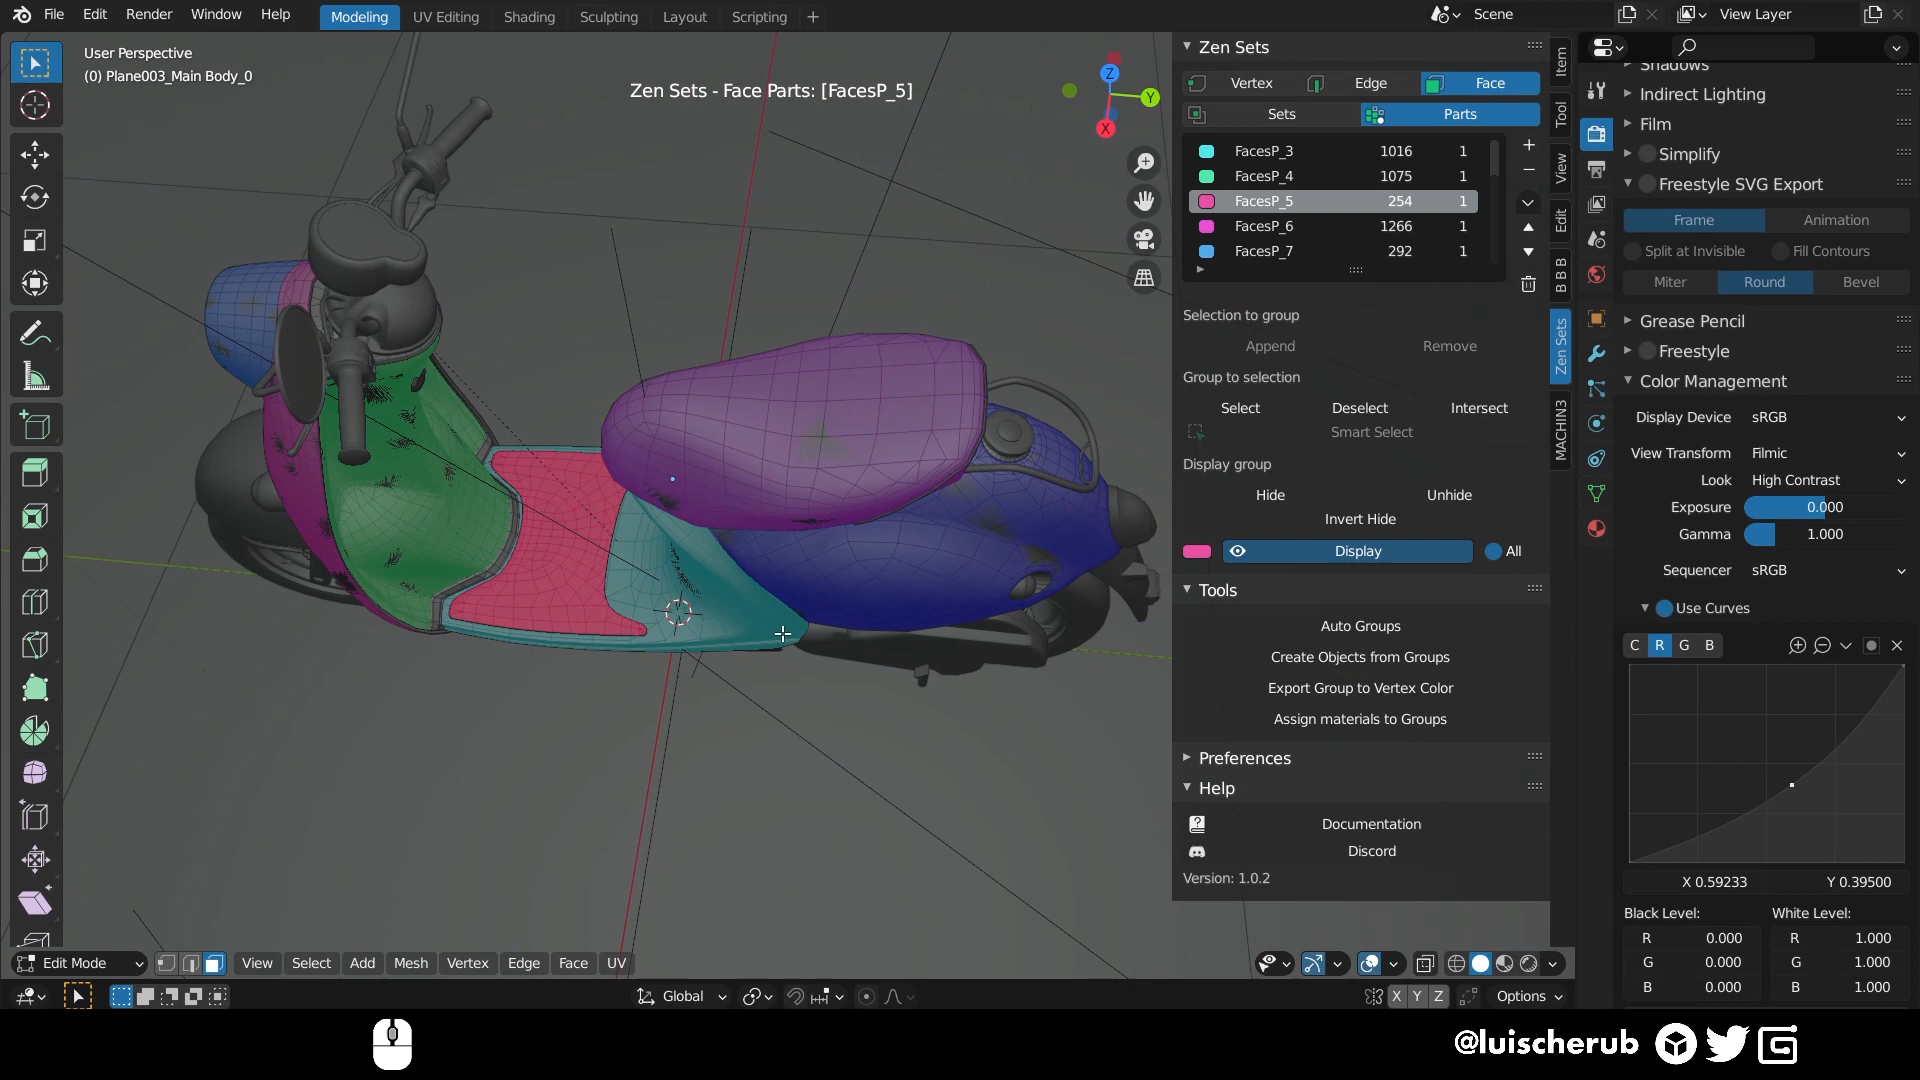 File Edit Render Window Help Modeling UV Editing Shading Sculpting Layout Scripting + Scene View Layer
User Perspective
(0) Plane003_Main Body_0
Zen Sets - Face Parts: [FacesP_5]
Z
Y
X
Zen Sets
Vertex Edge Face
Sets Parts
FacesP_3 1016 1
FacesP_4 1075 1
FacesP_5 254 1
FacesP_6 1266 1
FacesP_7 292 1
Selection to group
Append Remove
Group to selection
Select Deselect Intersect
Smart Select
Display group
Hide Unhide
Invert Hide
Display All
Tools
Auto Groups
Create Objects from Groups
Export Group to Vertex Color
Assign materials to Groups
Preferences
Help
Documentation
Discord
Version: 1.0.2
Item
Tool
View
Edit
B B B
Zen Sets
MACHIN3
Shadows
Indirect Lighting
Film
Simplify
Freestyle SVG Export
Frame Animation
Split at Invisible Fill Contours
Miter Round Bevel
Grease Pencil
Freestyle
Color Management
Display Device sRGB
View Transform Filmic
Look High Contrast
Exposure 0.000
Gamma 1.000
Sequencer sRGB
Use Curves
C R G B
X 0.59233 Y 0.39500
Black Level: White Level:
R 0.000 R 1.000
G 0.000 G 1.000
B 0.000 B 1.000
Edit Mode View Select Add Mesh Vertex Edge Face UV
Global X Y Z Options
@luischerub